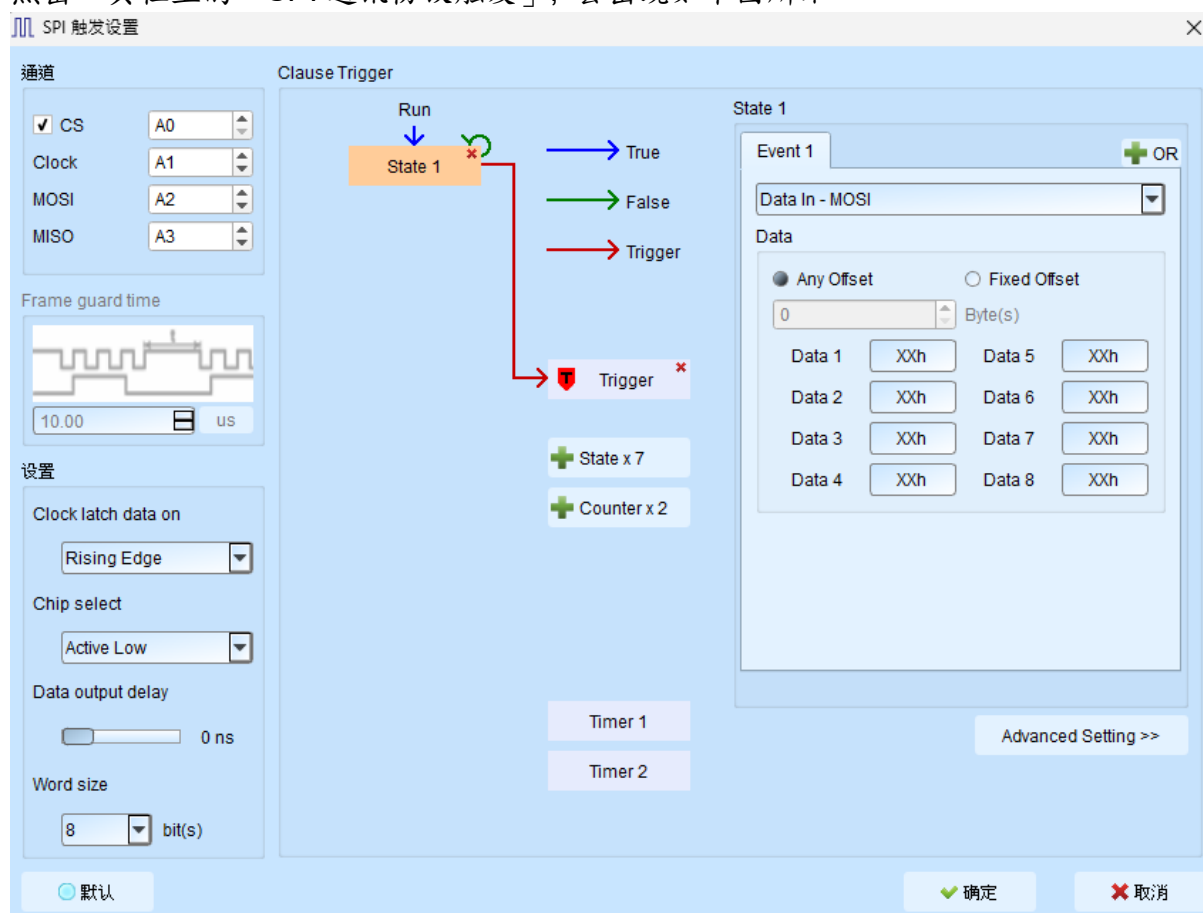 SPI 触发设置
通道
CS A0
Clock A1
MOSI A2
MISO A3
Frame guard time
t
10.00 us
设置
Clock latch data on
Rising Edge
Chip select
Active Low
Data output delay
0 ns
Word size
8 bit(s)
默认
Clause Trigger
Run
State 1
True
False
Trigger
T Trigger
State x 7
Counter x 2
Timer 1
Timer 2
State 1
Event 1 OR
Data In - MOSI
Data
Any Offset Fixed Offset
0 Byte(s)
Data 1 XXh Data 5 XXh
Data 2 XXh Data 6 XXh
Data 3 XXh Data 7 XXh
Data 4 XXh Data 8 XXh
Advanced Setting >>
确定 取消